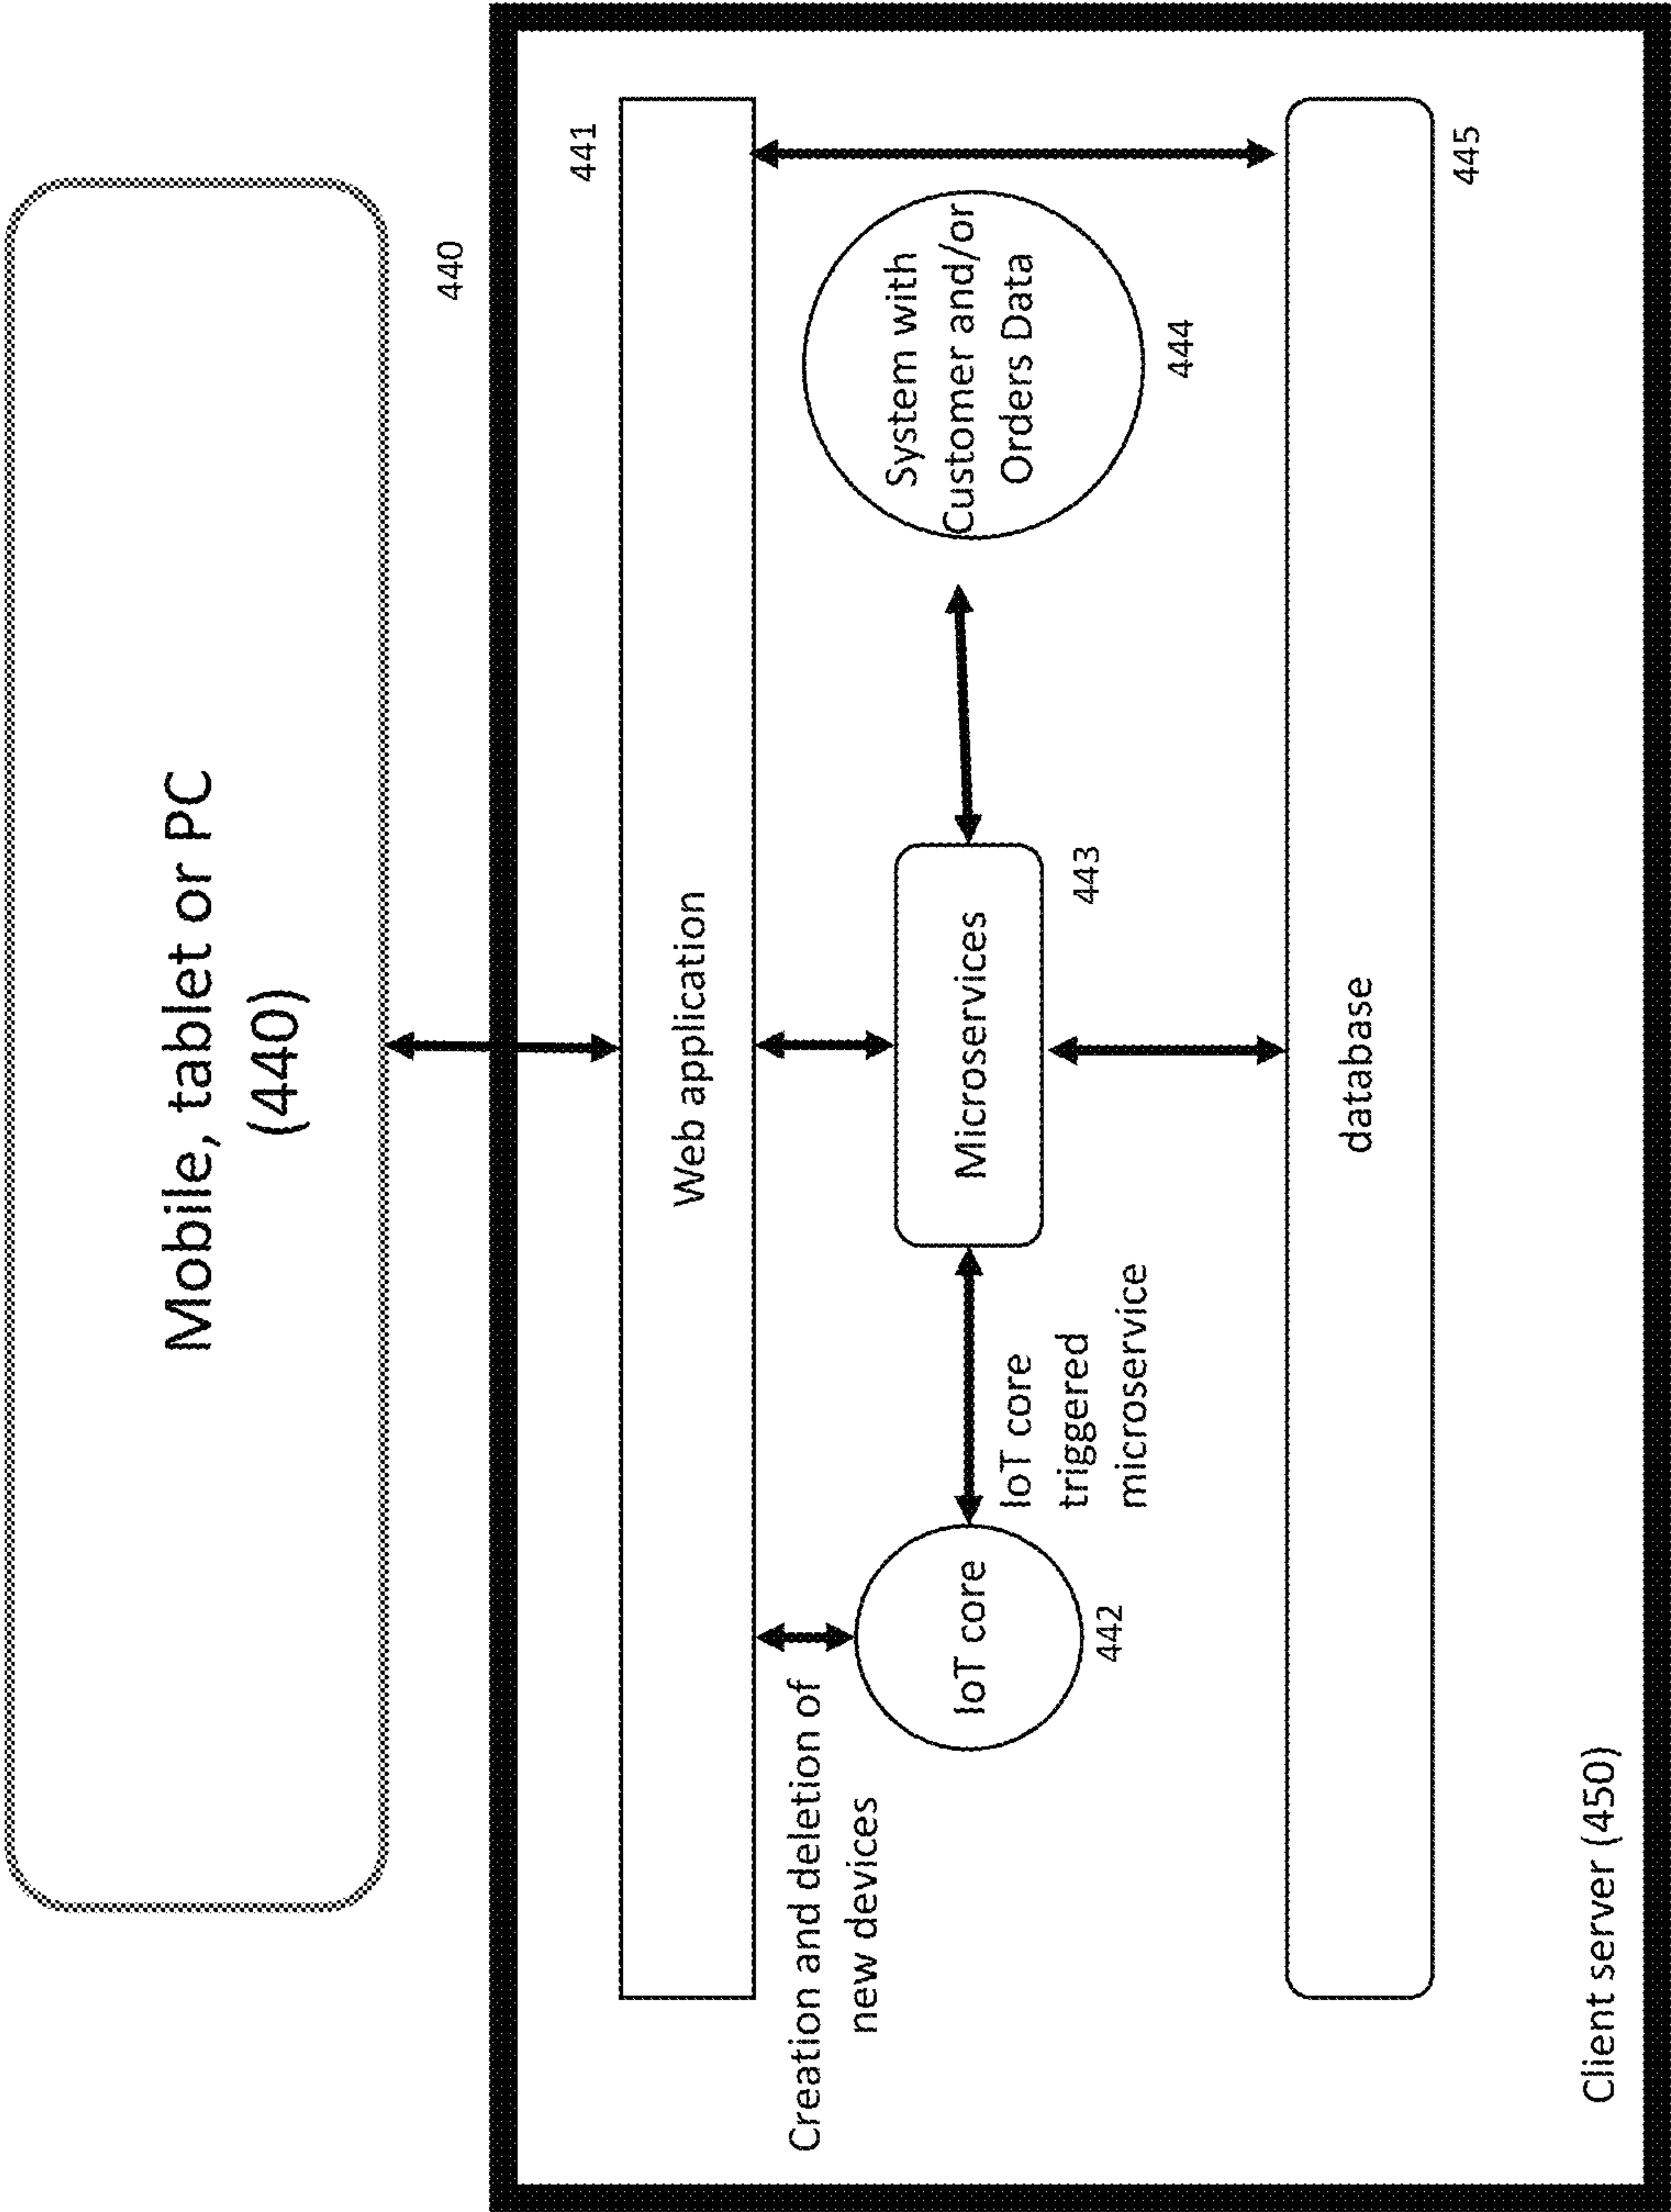 Mobile, tablet or PC
(440)
440
441
Web application
Creation and deletion of
new devices
IoT core
442
IoT core
triggered
microservice
Microservices
443
System with
Customer and/or
Orders Data
444
database
445
Client server (450)